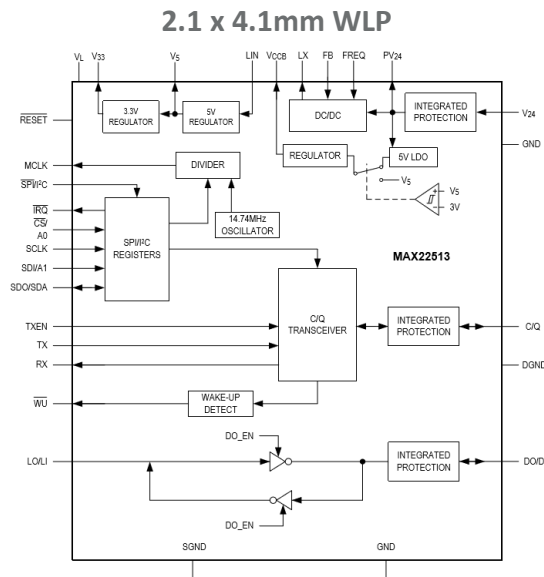 2.1 x 4.1mm WLP
VL
V33
V5
LIN
VCCB
LX
FB
FREQ
PV24
3.3V
REGULATOR
5V
REGULATOR
DC/DC
INTEGRATED
PROTECTION
V24
RESET
GND
REGULATOR
5V LDO
MCLK
DIVIDER
V5
SPI/I²C
V5
3V
IRQ
CS/
A0
14.74MHz
OSCILLATOR
SPI/I²C
REGISTERS
SCLK
MAX22513
SDI/A1
SDO/SDA
C/Q
TRANSCEIVER
INTEGRATED
PROTECTION
TXEN
C/Q
TX
RX
DGND
WU
WAKE-UP
DETECT
DO_EN
LO/LI
INTEGRATED
PROTECTION
DO/D
DO_EN
SGND
GND